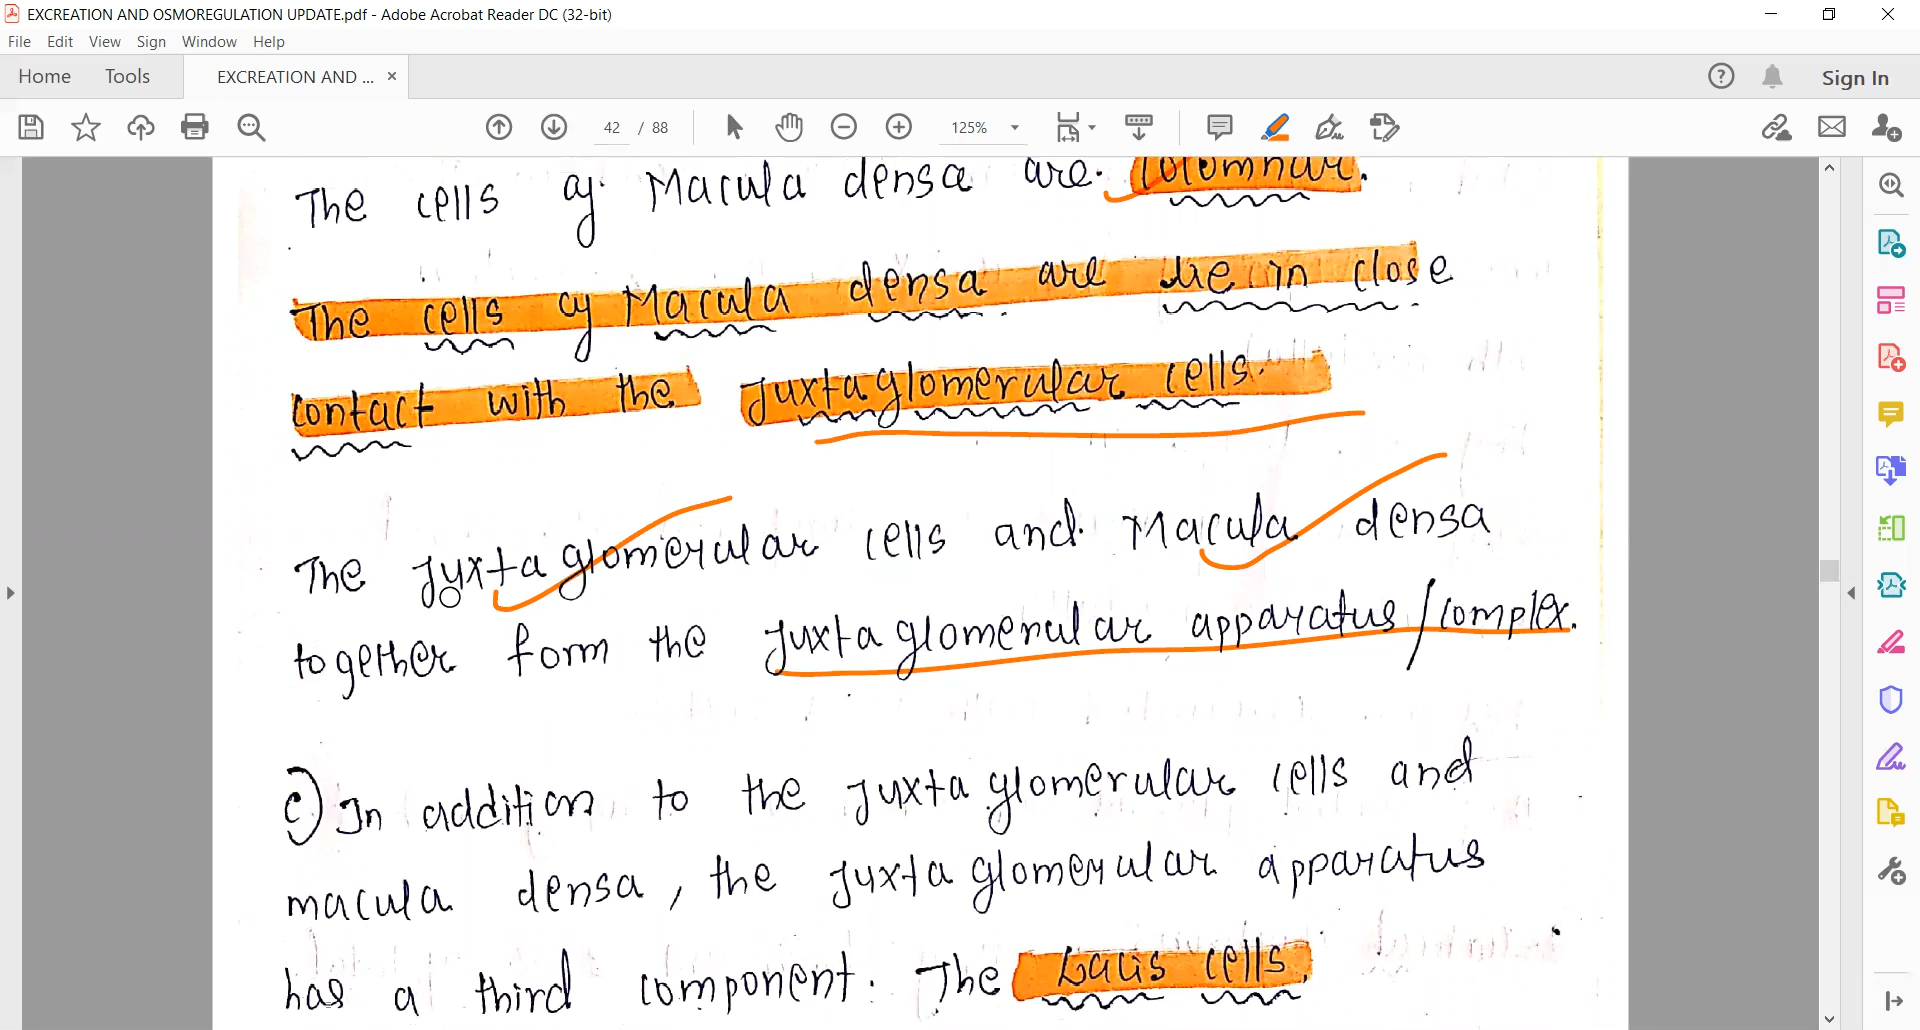 EXCREATION AND OSMOREGULATION UPDATE.pdf - Adobe Acrobat Reader DC (32-bit)
File Edit View Sign Window Help
Home Tools EXCREATION AND ... × Sign In
42 / 88 125%
The cells of Macula densa are. Colomnar.
The cells of Macula densa are lie in close
contact with the Juxtaglomerular cells.
The Juxtaglomerular cells and Macula densa
together form the Juxtaglomerular apparatus/complex.
c) In addition to the Juxtaglomerular cells and
macula densa, the Juxtaglomerular apparatus
has a third component. The Lacis cells.